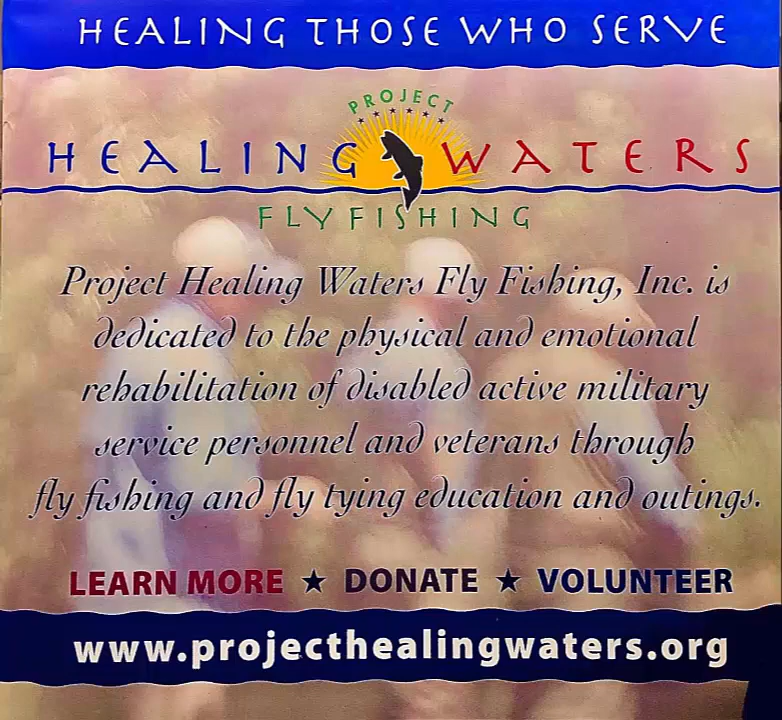 HEALING THOSE WHO SERVE
PROJECT
HEALING WATERS
FLY FISHING
Project Healing Waters Fly Fishing, Inc. is
dedicated to the physical and emotional
rehabilitation of disabled active military
service personnel and veterans through
fly fishing and fly tying education and outings.
LEARN MORE ★ DONATE ★ VOLUNTEER
www.projecthealingwaters.org